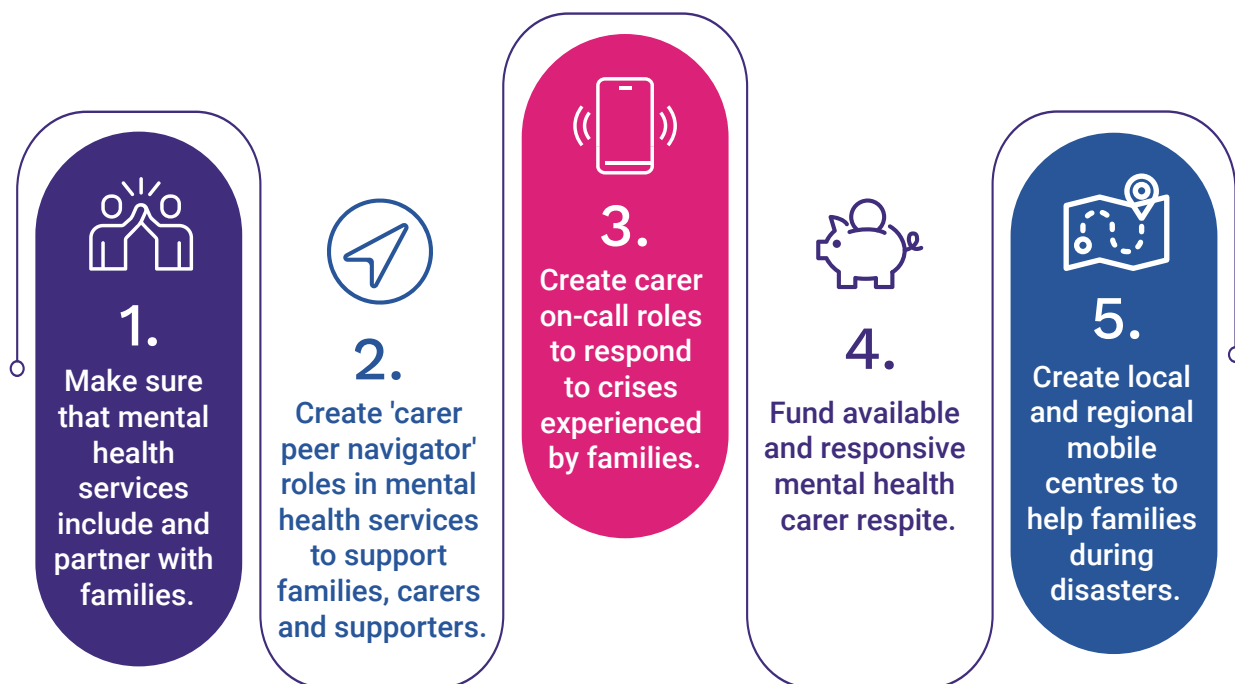 1.
Make sure
that mental
health
services
include and
partner with
families.
2.
Create 'carer
peer navigator'
roles in mental
health services
to support
families, carers
and supporters.
3.
Create carer
on-call roles
to respond
to crises
experienced
by families.
4.
Fund available
and responsive
mental health
carer respite.
5.
Create local
and regional
mobile
centres to
help families
during
disasters.